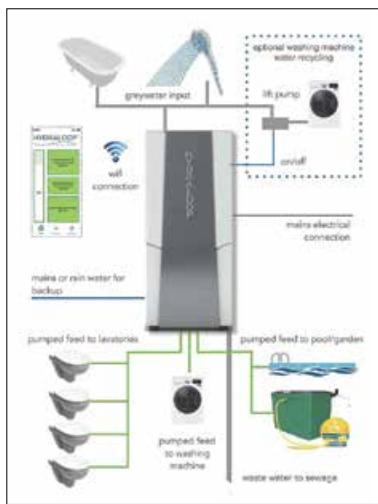 optional washing machine
water recycling
greywater input
lift pump
HYDRALOOP
wifi
connection
on/off
mains electrical
connection
mains or rain water for
backup
pumped feed to lavatories
pumped feed to pool/garden
pumped feed
to washing
machine
waste water to sewage